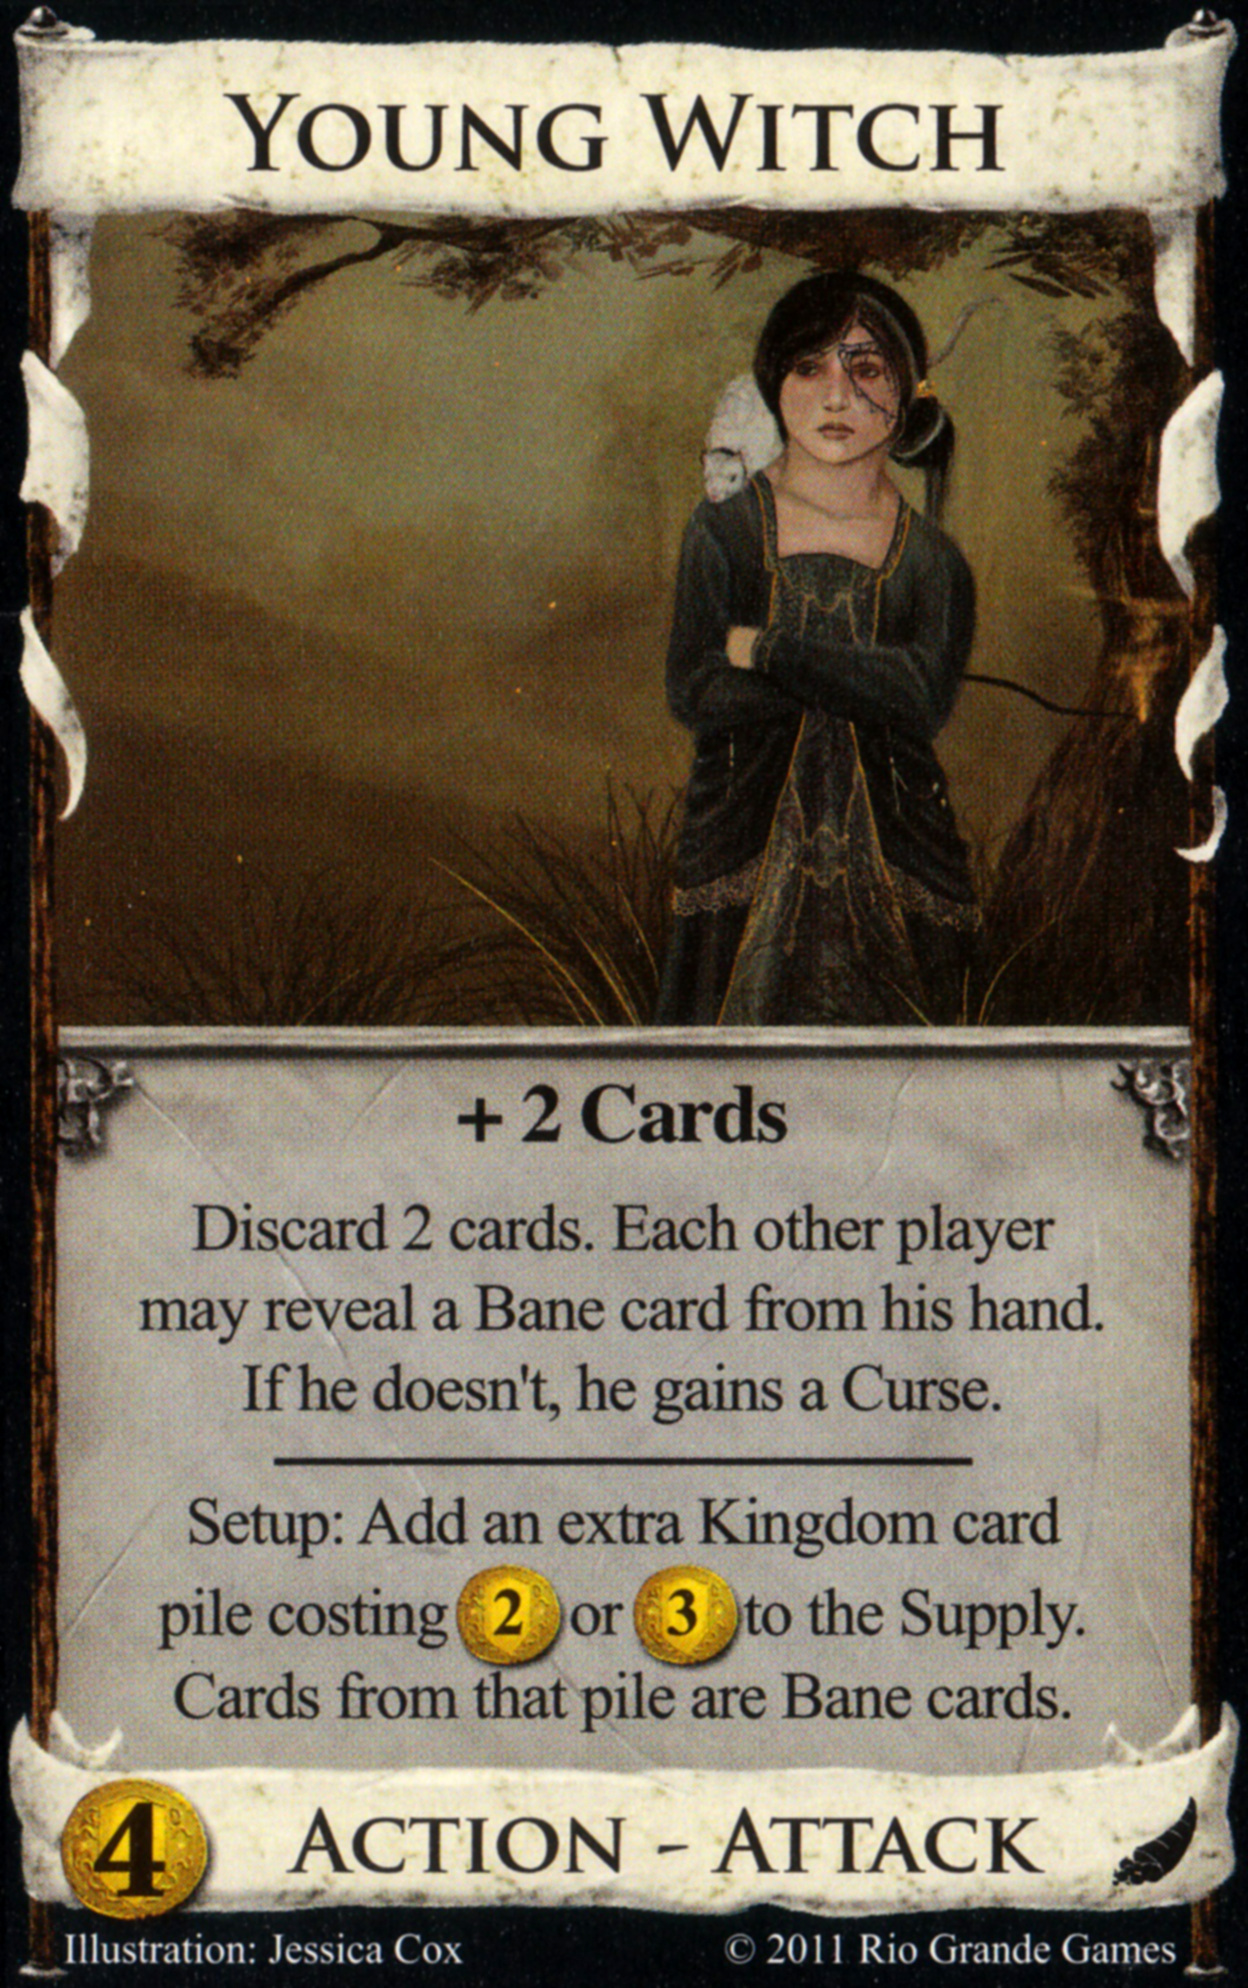 YOUNG WITCH
+ 2 Cards
Discard 2 cards. Each other player
may reveal a Bane card from his hand.
If he doesn't, he gains a Curse.
Setup: Add an extra Kingdom card
pile costing 2 or 3 to the Supply.
Cards from that pile are Bane cards.
4 ACTION - ATTACK
Illustration: Jessica Cox © 2011 Rio Grande Games